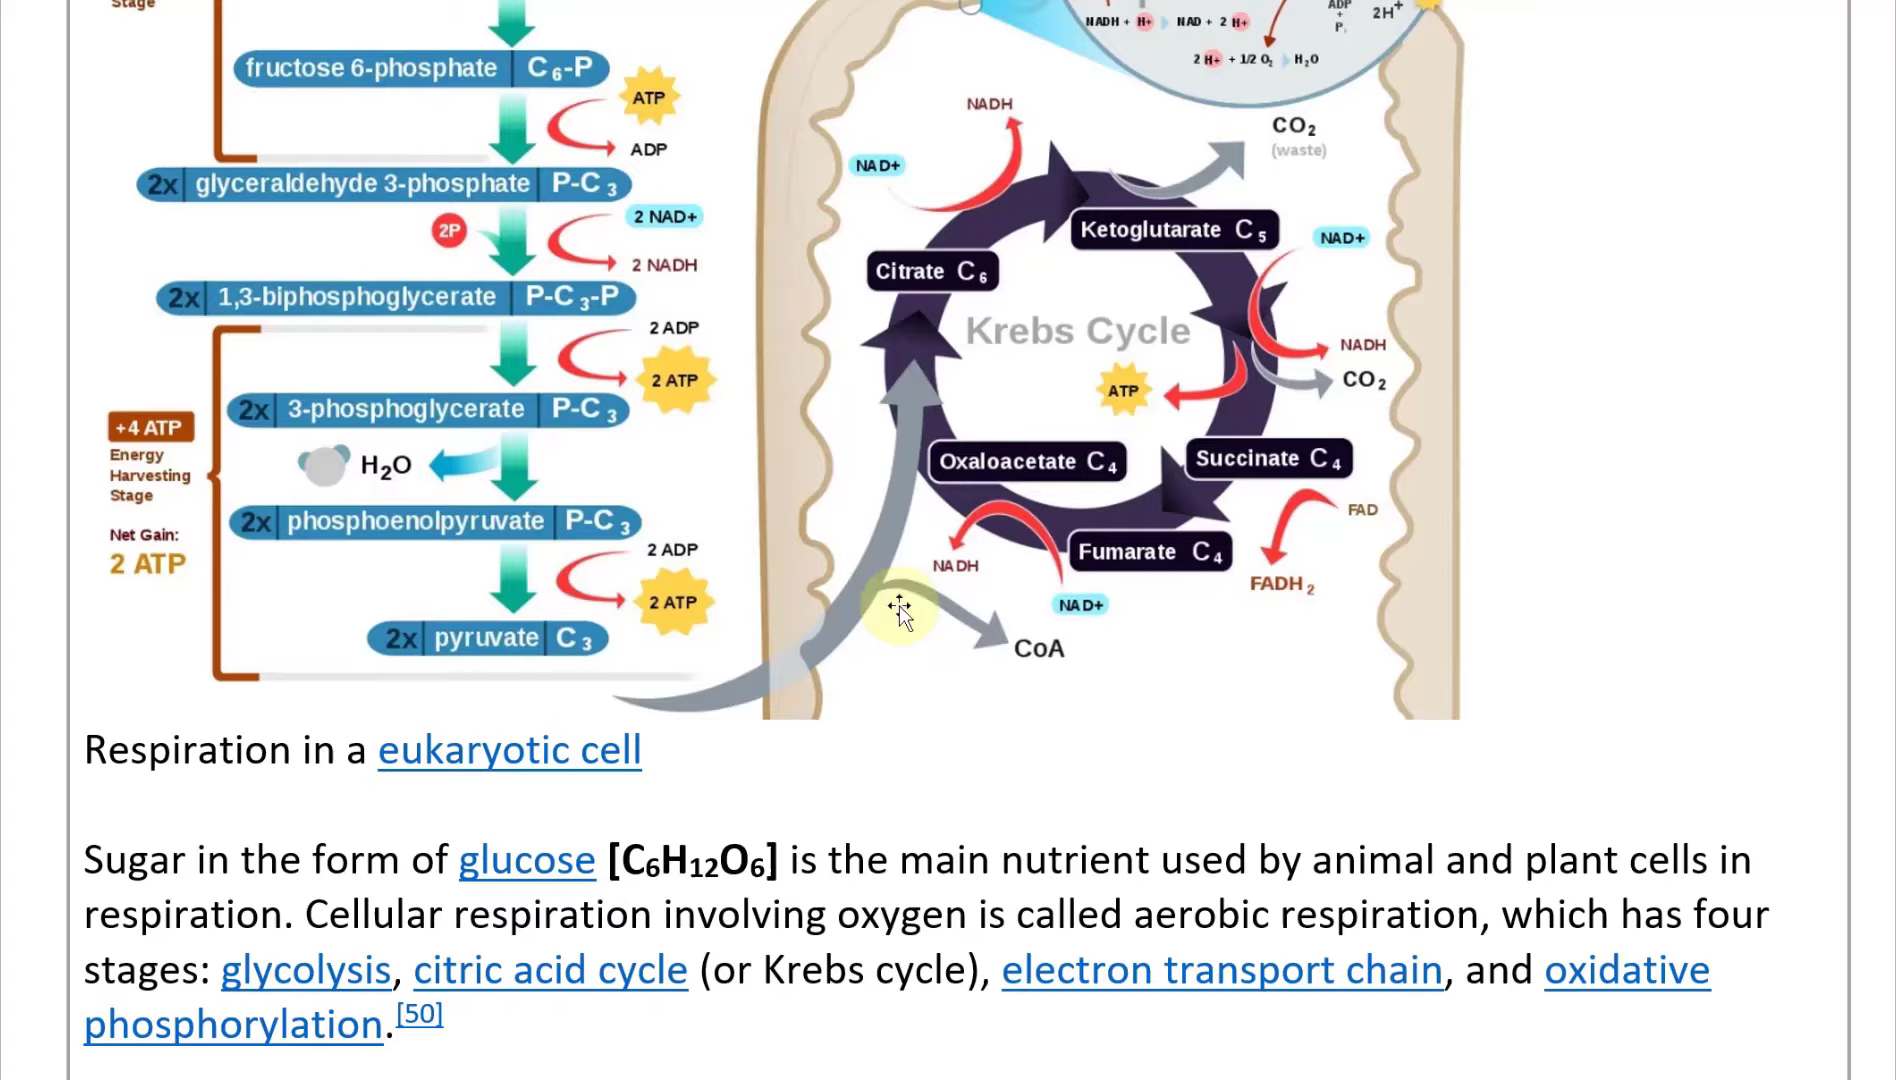 Stage
fructose 6-phosphate C6-P
ATP
ADP
2x glyceraldehyde 3-phosphate P-C3
2P
2 NAD+
2 NADH
2x 1,3-biphosphoglycerate P-C3-P
2 ADP
2 ATP
2x 3-phosphoglycerate P-C3
+4 ATP
Energy
Harvesting
Stage
Net Gain:
2 ATP
H2O
2x phosphoenolpyruvate P-C3
2 ADP
2 ATP
2x pyruvate C3
NADH + H+ NAD + 2 H+
ADP
+
Pi
2H+
2 H+ + 1/2 O2 H2O
NADH
NAD+
CO2
(waste)
Ketoglutarate C5
NAD+
Citrate C6
Krebs Cycle
NADH
CO2
ATP
Oxaloacetate C4
Succinate C4
FAD
FADH2
Fumarate C4
NADH
NAD+
CoA
Respiration in a eukaryotic cell
Sugar in the form of glucose [C6H12O6] is the main nutrient used by animal and plant cells in
respiration. Cellular respiration involving oxygen is called aerobic respiration, which has four
stages: glycolysis, citric acid cycle (or Krebs cycle), electron transport chain, and oxidative
phosphorylation.[50]